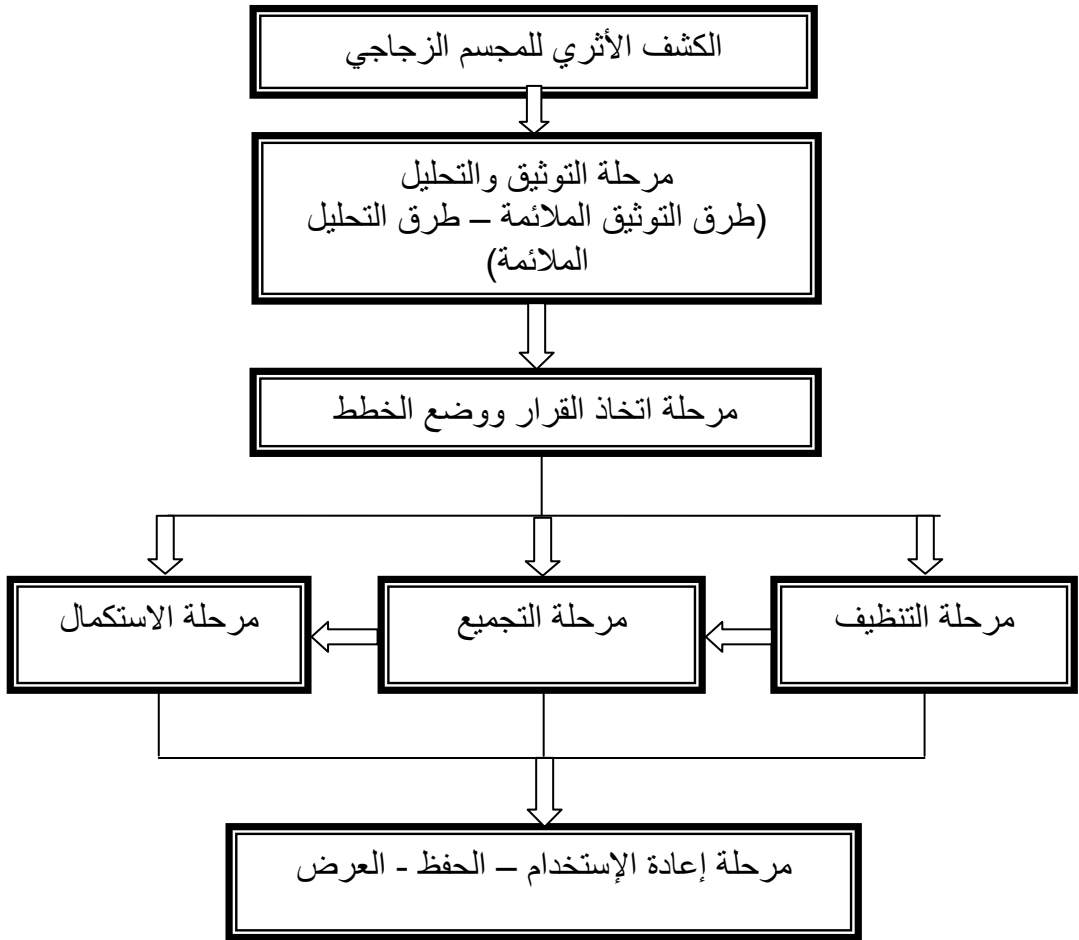 الكشف الأثري للمجسم الزجاجي
مرحلة التوثيق والتحليل
(طرق التوثيق الملائمة – طرق التحليل
الملائمة)
مرحلة اتخاذ القرار ووضع الخطط
مرحلة التنظيف
مرحلة التجميع
مرحلة الاستكمال
مرحلة إعادة الإستخدام – الحفظ - العرض